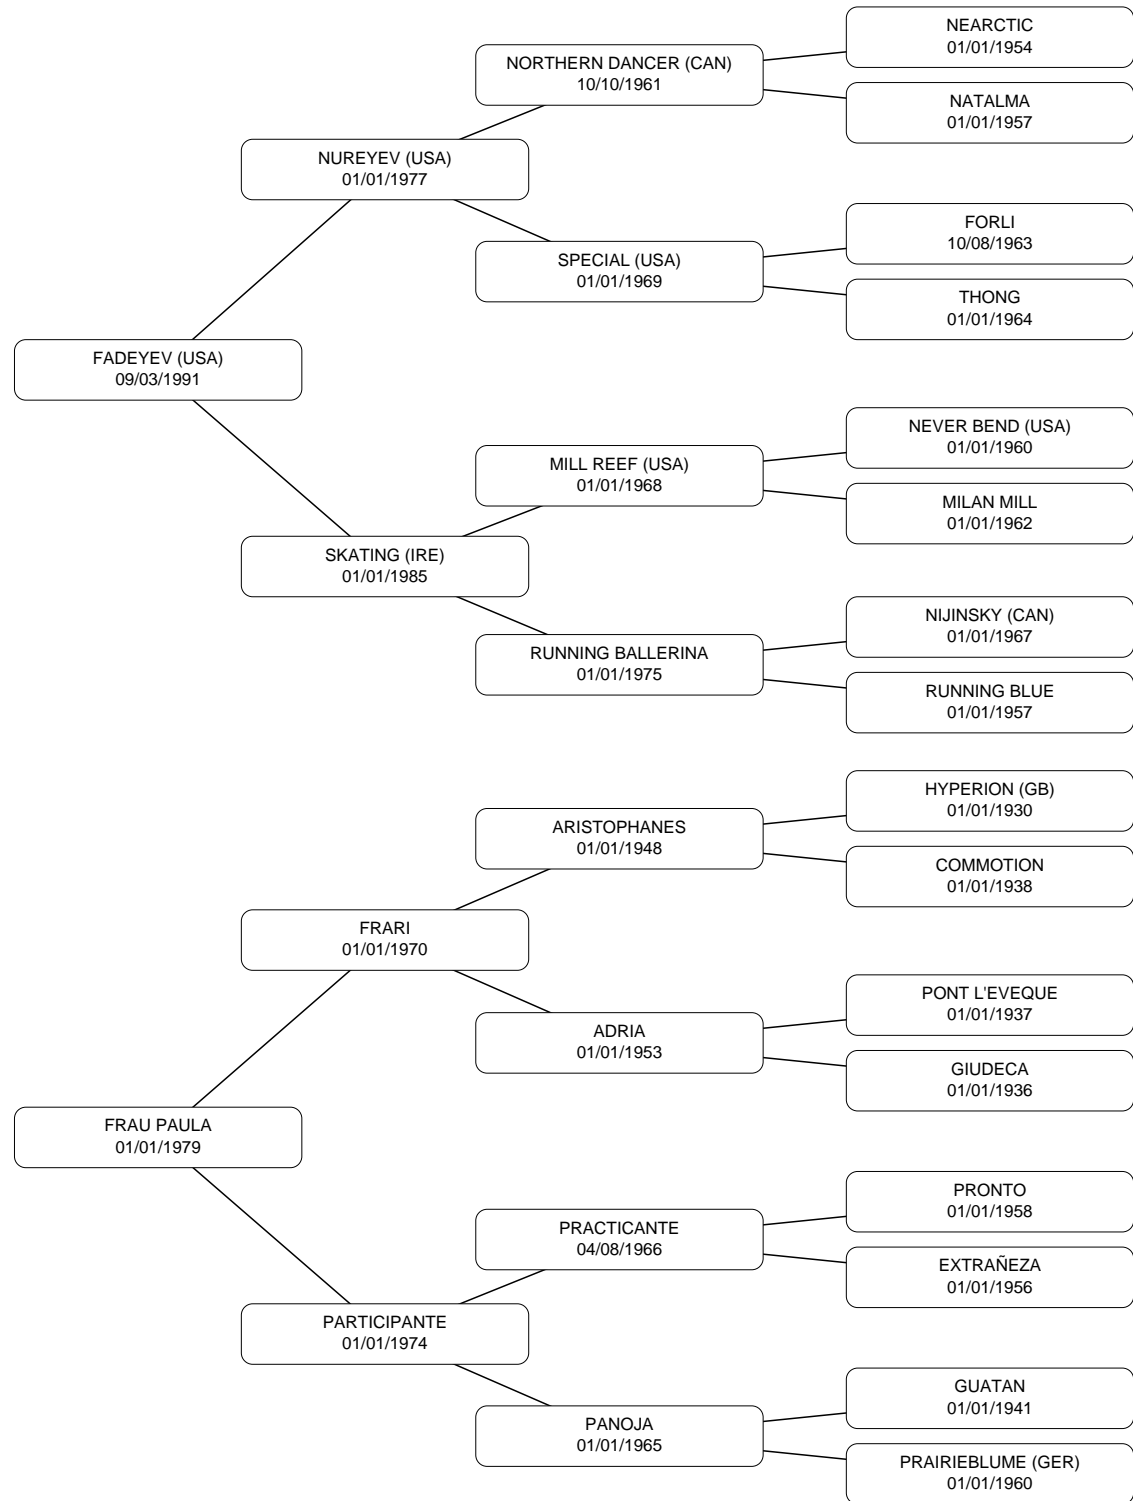 NEARCTIC
01/01/1954
NORTHERN DANCER (CAN)
10/10/1961
NATALMA
01/01/1957
NUREYEV (USA)
01/01/1977
FORLI
10/08/1963
SPECIAL (USA)
01/01/1969
THONG
01/01/1964
FADEYEV (USA)
09/03/1991
NEVER BEND (USA)
01/01/1960
MILL REEF (USA)
01/01/1968
MILAN MILL
01/01/1962
SKATING (IRE)
01/01/1985
NIJINSKY (CAN)
01/01/1967
RUNNING BALLERINA
01/01/1975
RUNNING BLUE
01/01/1957
HYPERION (GB)
01/01/1930
ARISTOPHANES
01/01/1948
COMMOTION
01/01/1938
FRARI
01/01/1970
PONT L'EVEQUE
01/01/1937
ADRIA
01/01/1953
GIUDECA
01/01/1936
FRAU PAULA
01/01/1979
PRONTO
01/01/1958
PRACTICANTE
04/08/1966
EXTRAÑEZA
01/01/1956
PARTICIPANTE
01/01/1974
GUATAN
01/01/1941
PANOJA
01/01/1965
PRAIRIEBLUME (GER)
01/01/1960